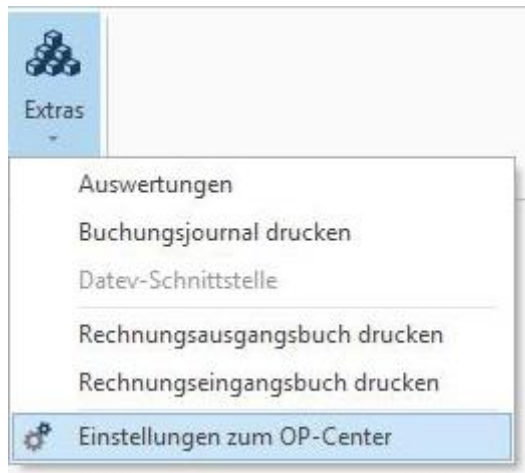 Extras
Auswertungen
Buchungsjournal drucken
Datev-Schnittstelle
Rechnungsausgangsbuch drucken
Rechnungseingangsbuch drucken
Einstellungen zum OP-Center